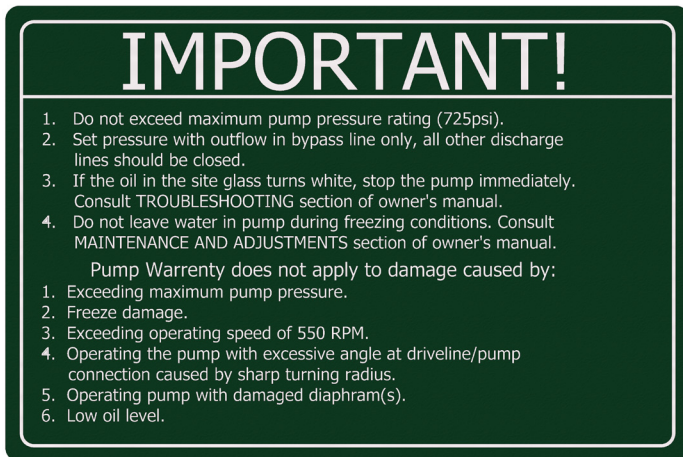 IMPORTANT!
1. Do not exceed maximum pump pressure rating (725psi).
2. Set pressure with outflow in bypass line only, all other discharge
lines should be closed.
3. If the oil in the site glass turns white, stop the pump immediately.
Consult TROUBLESHOOTING section of owner's manual.
4. Do not leave water in pump during freezing conditions. Consult
MAINTENANCE AND ADJUSTMENTS section of owner's manual.
Pump Warrenty does not apply to damage caused by:
1. Exceeding maximum pump pressure.
2. Freeze damage.
3. Exceeding operating speed of 550 RPM.
4. Operating the pump with excessive angle at driveline/pump
connection caused by sharp turning radius.
5. Operating pump with damaged diaphram(s).
6. Low oil level.